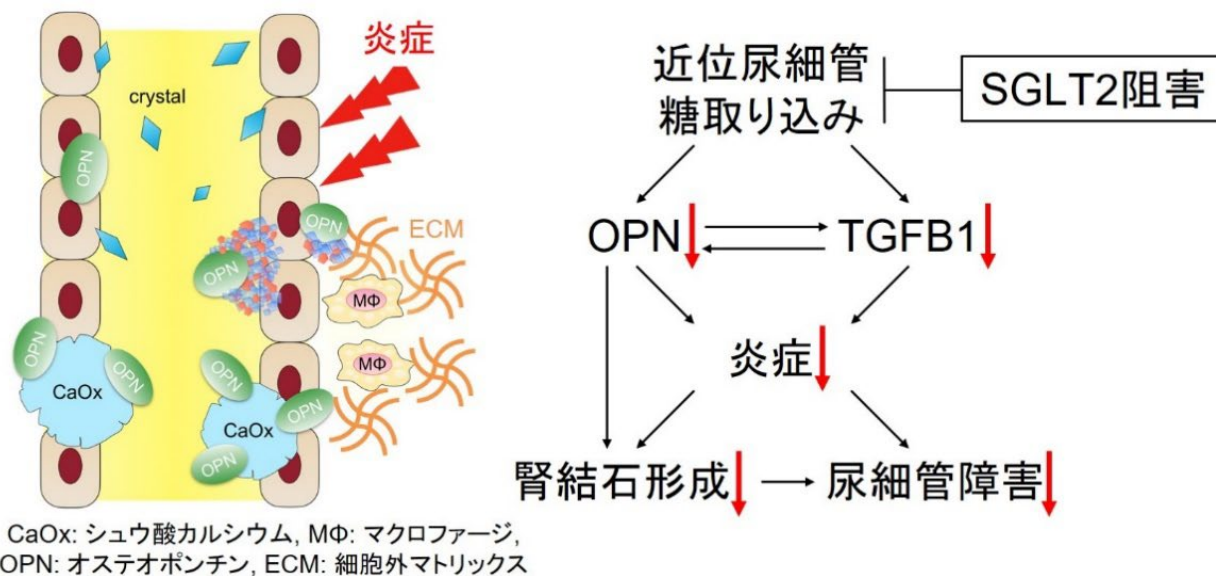 炎症
crystal
OPN
OPN
ECM
OPN
MΦ
OPN
OPN
CaOx
MΦ
OPN
OPN
CaOx
OPN
CaOx: シュウ酸カルシウム, MΦ: マクロファージ,
OPN: オステオポンチン, ECM: 細胞外マトリックス
近位尿細管
糖取り込み
SGLT2阻害
OPN
TGFB1
炎症
腎結石形成
尿細管障害